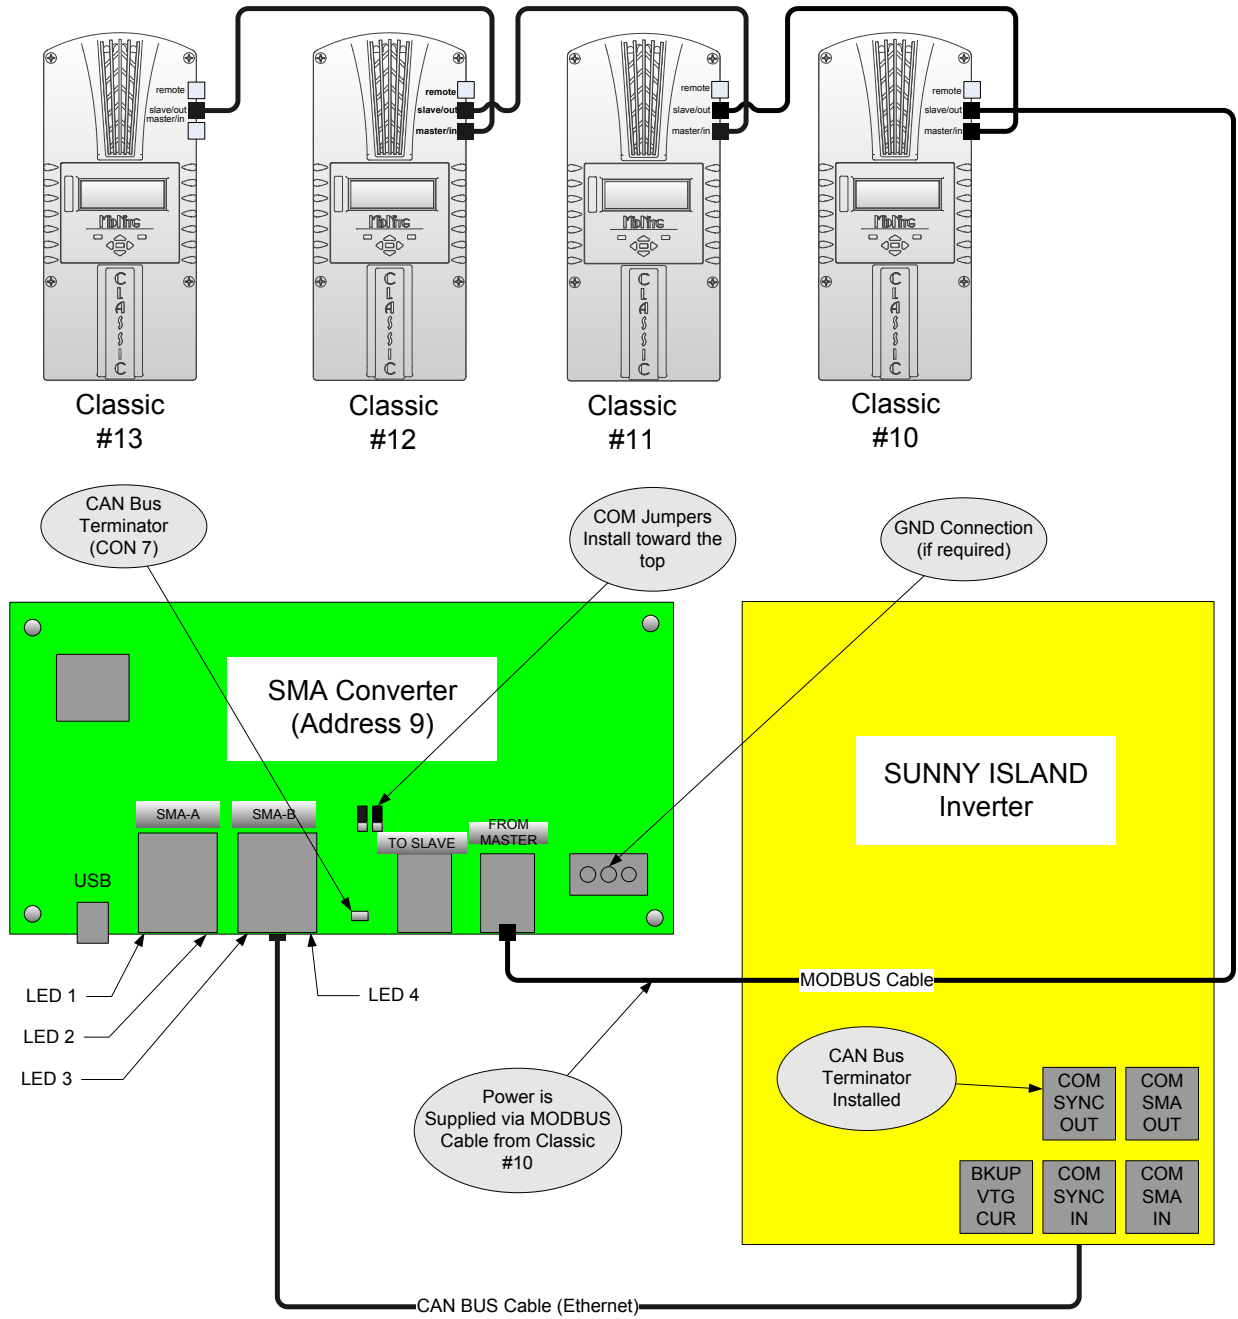 remote
slave/out
master/in
MIDNITE
CLASSIC
Classic
#13
remote
slave/out
master/in
MIDNITE
CLASSIC
Classic
#12
remote
slave/out
master/in
MIDNITE
CLASSIC
Classic
#11
remote
slave/out
master/in
MIDNITE
CLASSIC
Classic
#10
CAN Bus
Terminator
(CON 7)
COM Jumpers
Install toward the
top
GND Connection
(if required)
SMA Converter
(Address 9)
SMA-A
SMA-B
TO SLAVE
FROM
MASTER
USB
LED 1
LED 2
LED 3
LED 4
SUNNY ISLAND
Inverter
MODBUS Cable
Power is
Supplied via MODBUS
Cable from Classic
#10
CAN Bus
Terminator
Installed
COM
SYNC
OUT
COM
SMA
OUT
BKUP
VTG
CUR
COM
SYNC
IN
COM
SMA
IN
CAN BUS Cable (Ethernet)